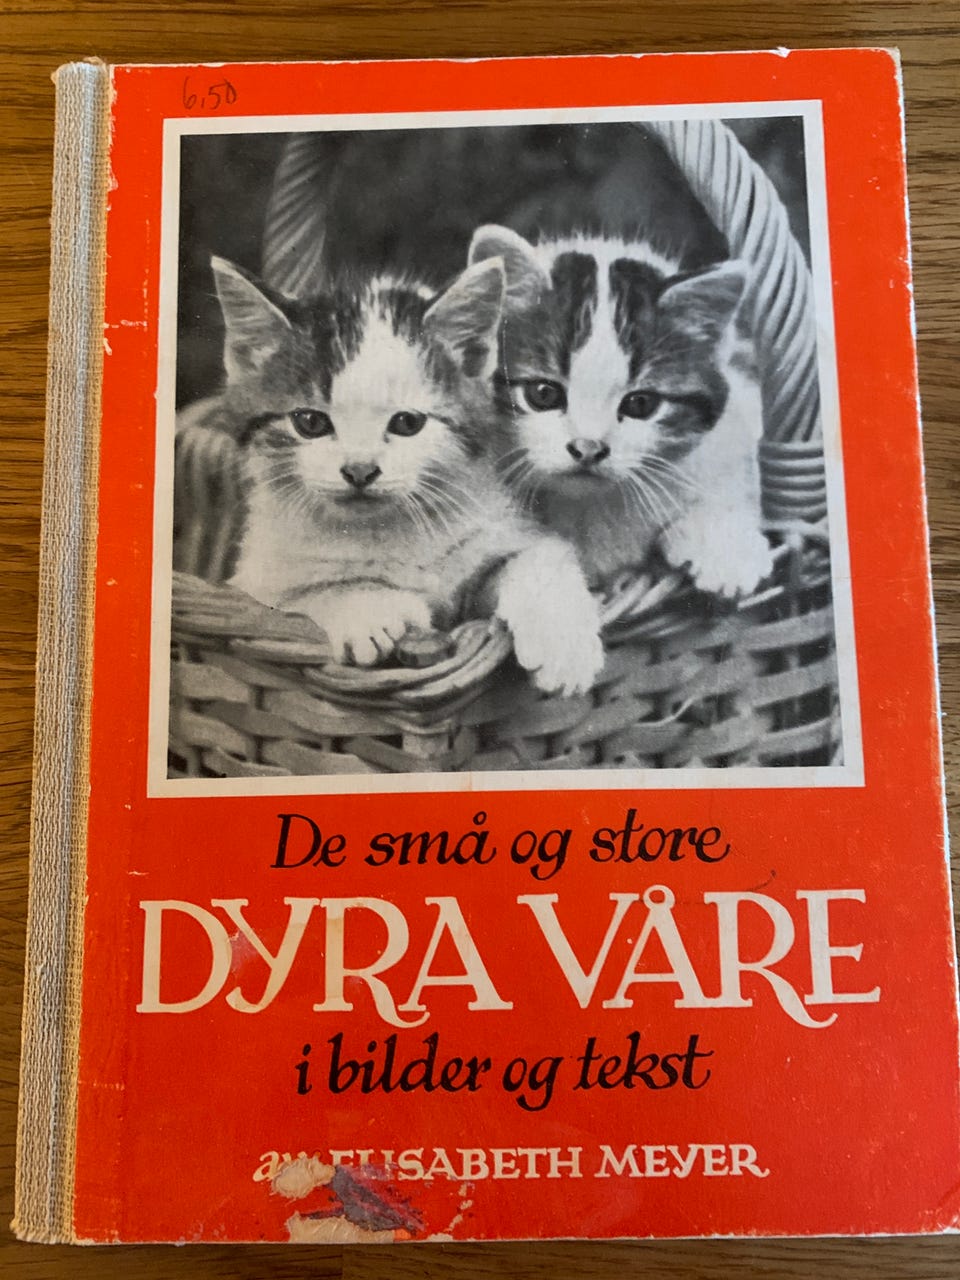 6,50
De små og store
DYRA VÅRE
i bilder og tekst
av ELISABETH MEYER